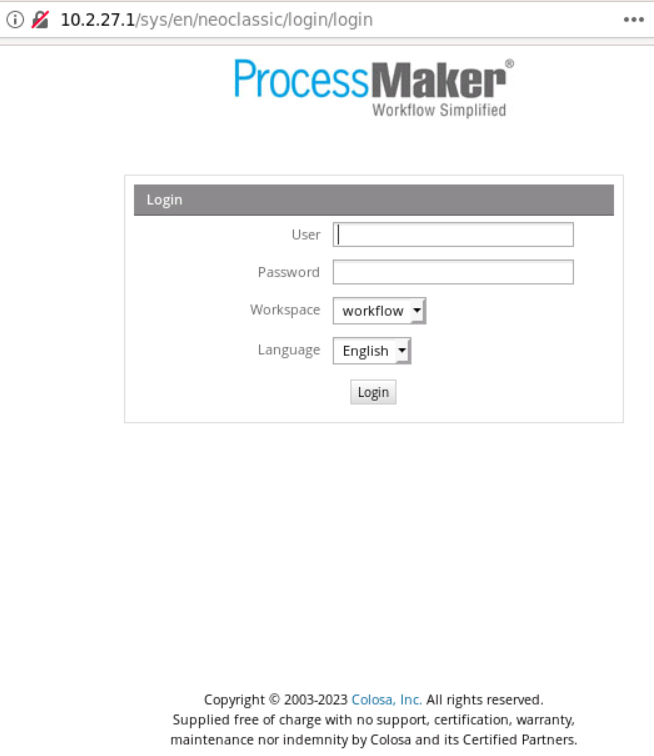 10.2.27.1/sys/en/neoclassic/login/login
ProcessMaker®
Workflow Simplified
Login
User
Password
Workspace workflow
Language English
Login
Copyright © 2003-2023 Colosa, Inc. All rights reserved.
Supplied free of charge with no support, certification, warranty,
maintenance nor indemnity by Colosa and its Certified Partners.